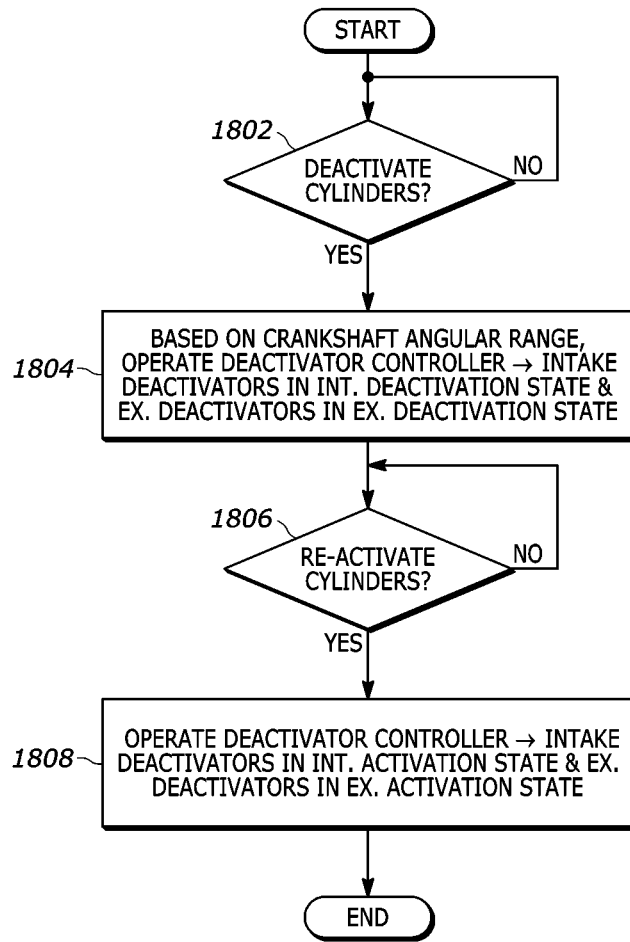 START
1802
DEACTIVATE
CYLINDERS?
NO
YES
1804
BASED ON CRANKSHAFT ANGULAR RANGE,
OPERATE DEACTIVATOR CONTROLLER → INTAKE
DEACTIVATORS IN INT. DEACTIVATION STATE &
EX. DEACTIVATORS IN EX. DEACTIVATION STATE
1806
RE-ACTIVATE
CYLINDERS?
NO
YES
1808
OPERATE DEACTIVATOR CONTROLLER → INTAKE
DEACTIVATORS IN INT. ACTIVATION STATE & EX.
DEACTIVATORS IN EX. ACTIVATION STATE
END